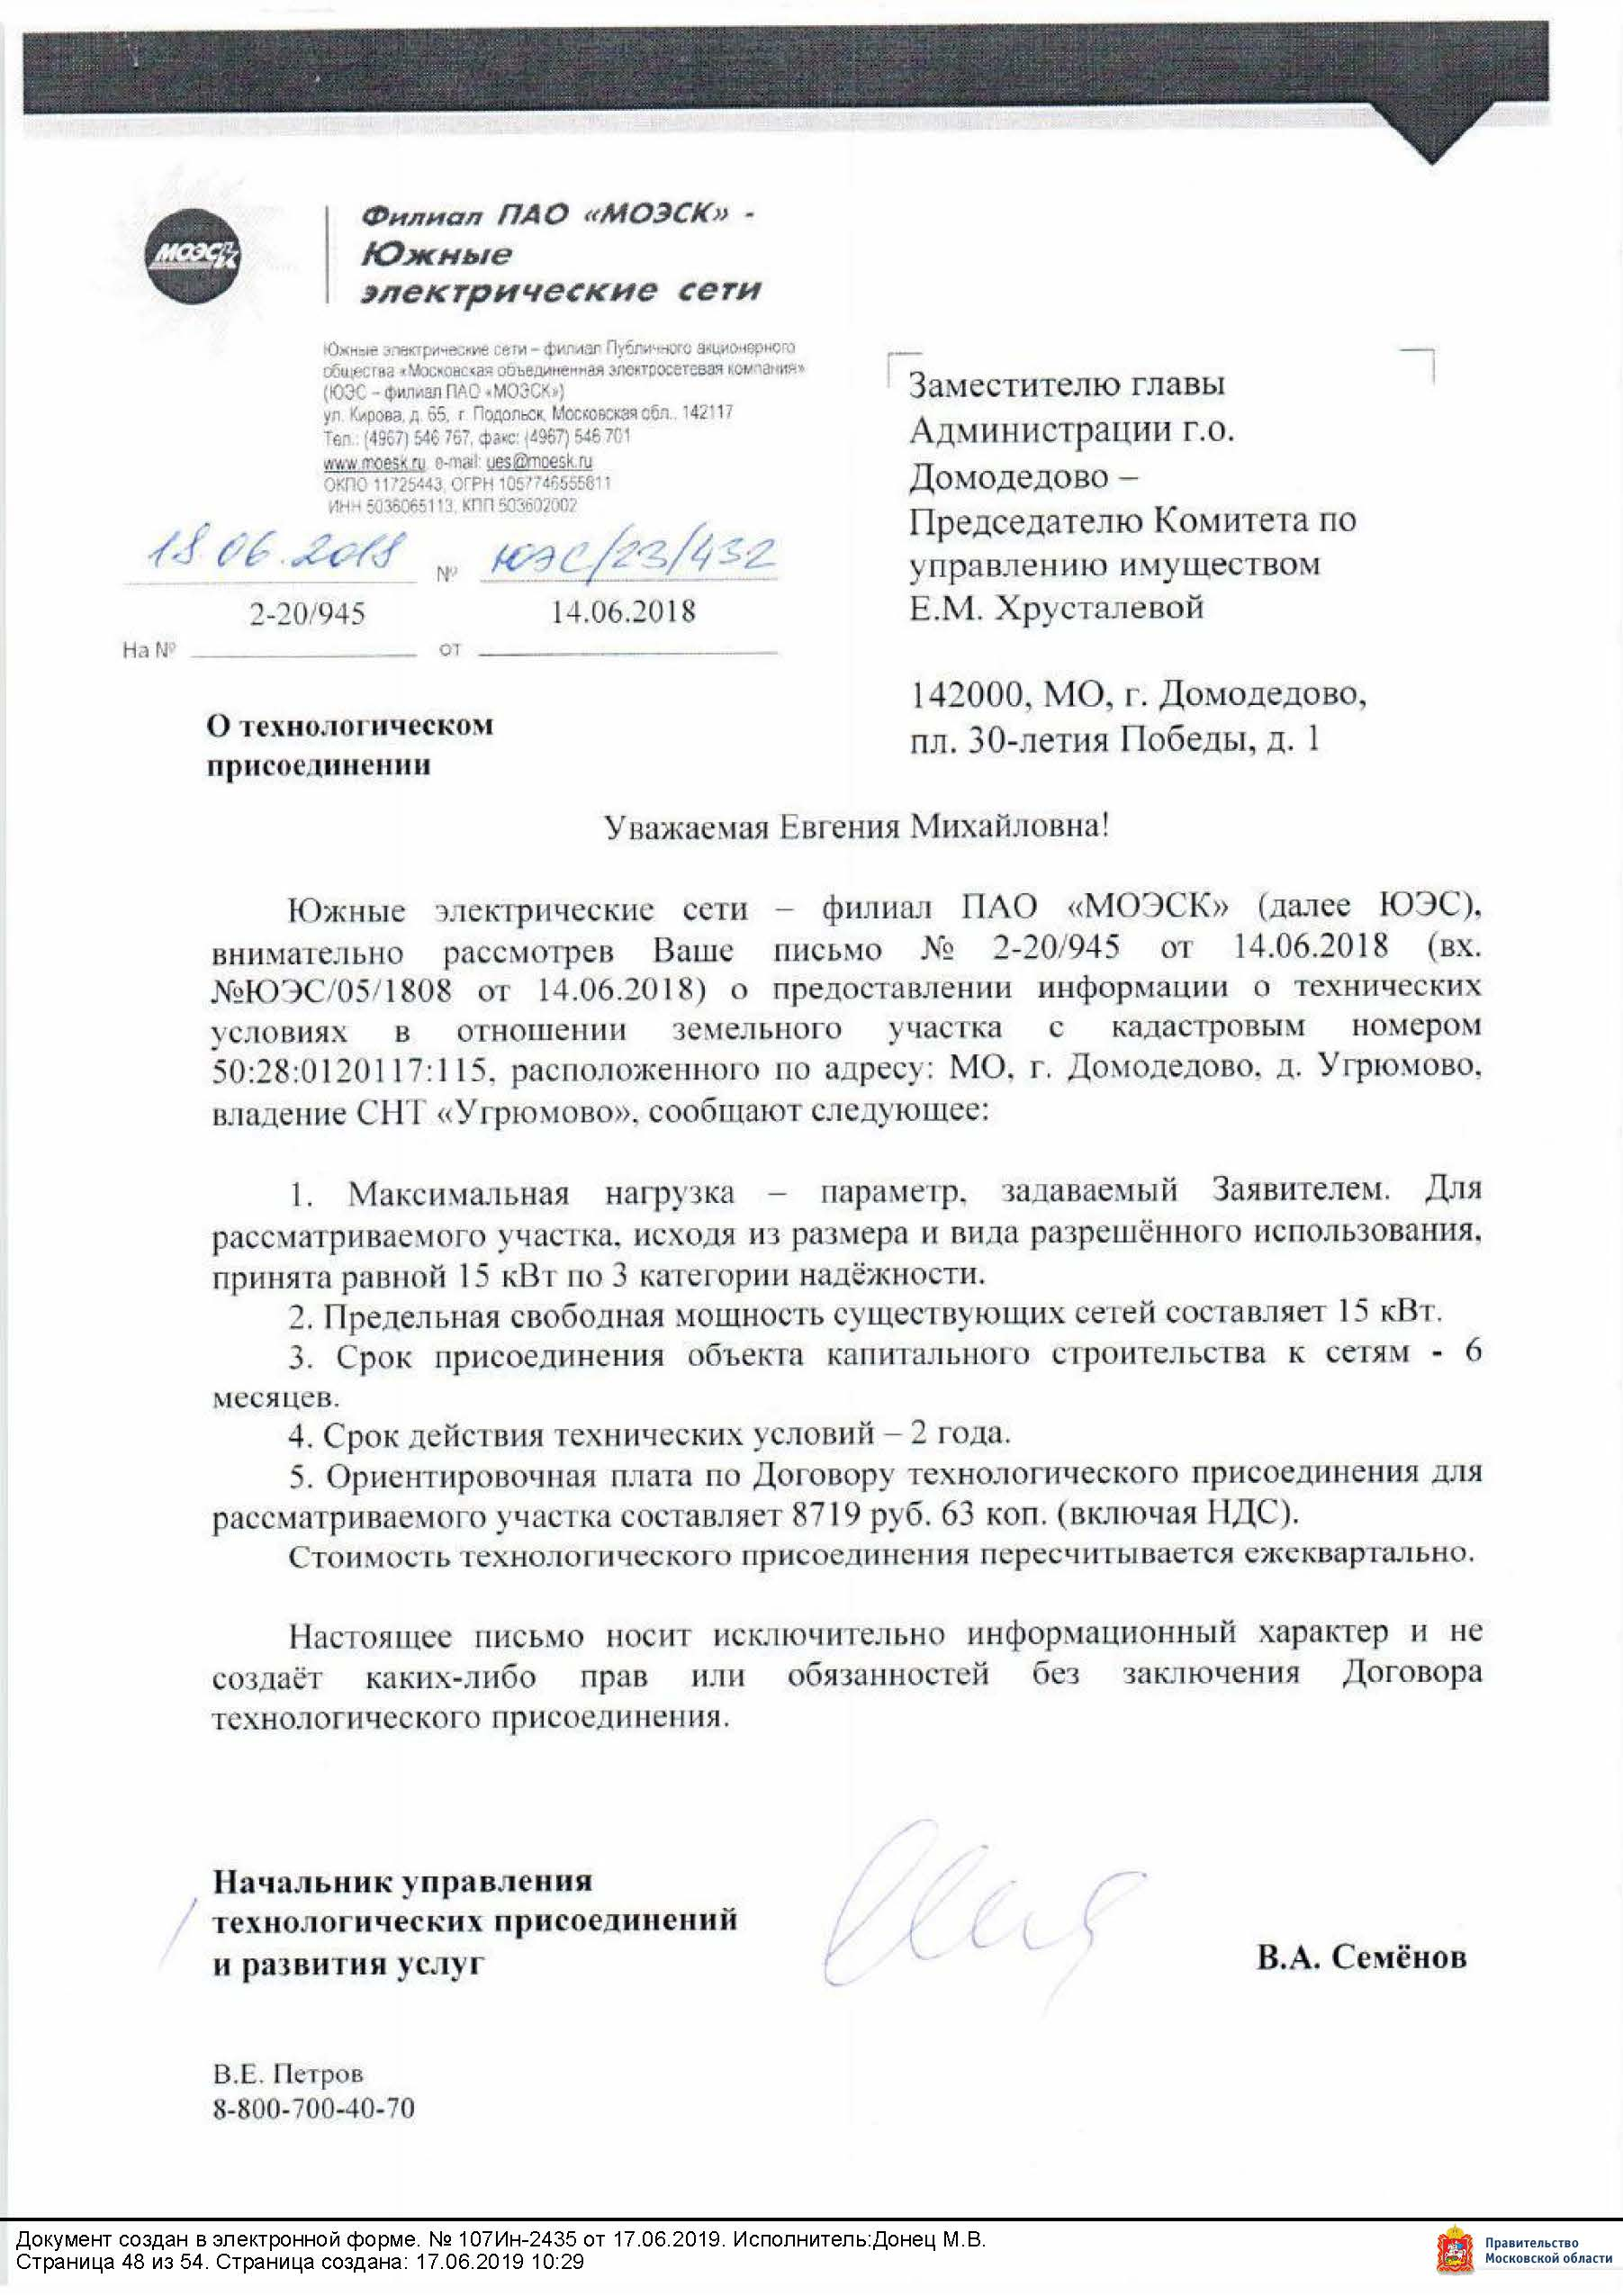 МОЭСК
Филиал ПАО «МОЭСК» -
Южные
электрические сети
Южные электрические сети – филиал Публичного акционерного
общества «Московская объединенная электросетевая компания»
(ЮЭС – филиал ПАО «МОЭСК»)
ул. Кирова, д. 65, г. Подольск, Московская обл., 142117
Тел.: (4967) 546 767, факс: (4967) 546 701
www.moesk.ru, e-mail: ues@moesk.ru
ОКПО 11725443, ОГРН 1057746555811
ИНН 5036065113, КПП 503602002
18.06.2018 № ЮЭС/23/432
2-20/945 14.06.2018
На № от
Заместителю главы
Администрации г.о.
Домодедово –
Председателю Комитета по
управлению имуществом
Е.М. Хрусталевой
142000, МО, г. Домодедово,
пл. 30-летия Победы, д. 1
О технологическом
присоединении
Уважаемая Евгения Михайловна!
Южные электрические сети – филиал ПАО «МОЭСК» (далее ЮЭС),
внимательно рассмотрев Ваше письмо № 2-20/945 от 14.06.2018 (вх.
№ЮЭС/05/1808 от 14.06.2018) о предоставлении информации о технических
условиях в отношении земельного участка с кадастровым номером
50:28:0120117:115, расположенного по адресу: МО, г. Домодедово, д. Угрюмово,
владение СНТ «Угрюмово», сообщают следующее:
1. Максимальная нагрузка – параметр, задаваемый Заявителем. Для
рассматриваемого участка, исходя из размера и вида разрешённого использования,
принята равной 15 кВт по 3 категории надёжности.
2. Предельная свободная мощность существующих сетей составляет 15 кВт.
3. Срок присоединения объекта капитального строительства к сетям - 6
месяцев.
4. Срок действия технических условий – 2 года.
5. Ориентировочная плата по Договору технологического присоединения для
рассматриваемого участка составляет 8719 руб. 63 коп. (включая НДС).
Стоимость технологического присоединения пересчитывается ежеквартально.
Настоящее письмо носит исключительно информационный характер и не
создаёт каких-либо прав или обязанностей без заключения Договора
технологического присоединения.
Начальник управления
технологических присоединений
и развития услуг
В.А. Семёнов
В.Е. Петров
8-800-700-40-70
Документ создан в электронной форме. № 107Ин-2435 от 17.06.2019. Исполнитель:Донец М.В.
Страница 48 из 54. Страница создана: 17.06.2019 10:29
Правительство
Московской области